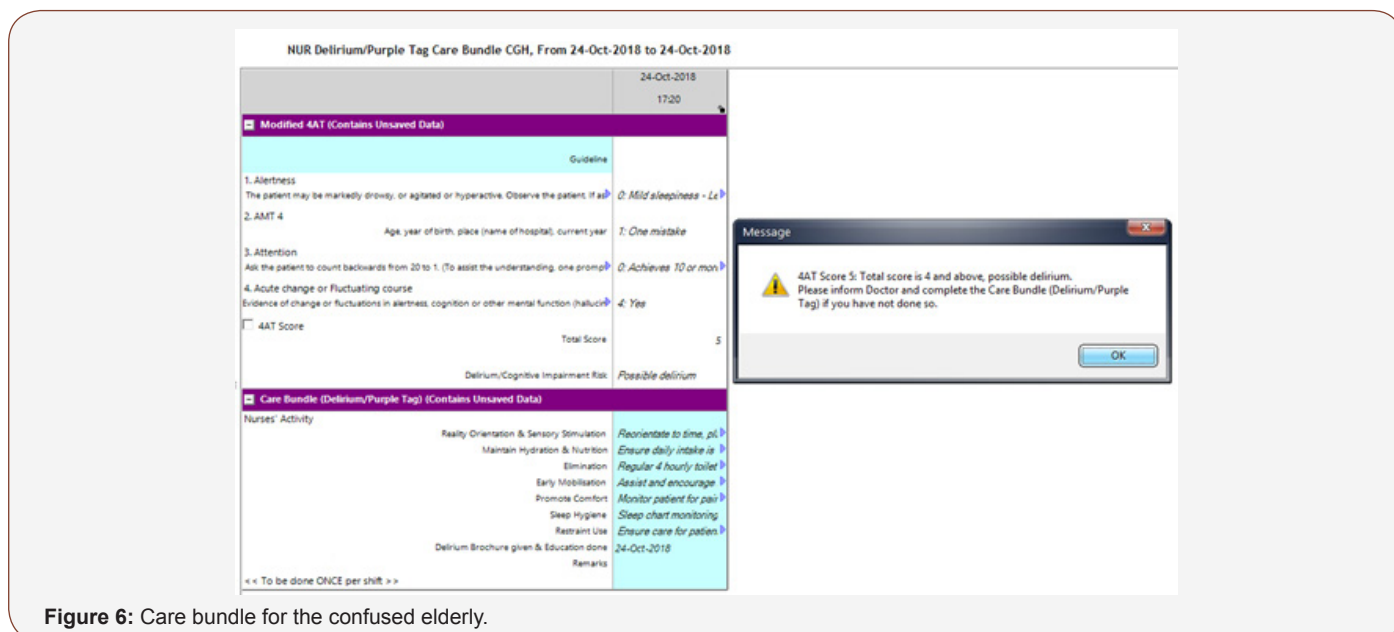 NUR Delirium/Purple Tag Care Bundle CGH, From 24-Oct-2018 to 24-Oct-2018
24-Oct-2018
17:20
Modified 4AT (Contains Unsaved Data)
Guideline
1. Alertness
The patient may be markedly drowsy, or agitated or hyperactive. Observe the patient. If as
0: Mild sleepiness - Le
2. AMT 4
Age, year of birth, place (name of hospital), current year
1: One mistake
3. Attention
Ask the patient to count backwards from 20 to 1. (To assist the understanding, one promp
0: Achieves 10 or mor
4. Acute change or Fluctuating course
Evidence of change or fluctuations in alertness, cognition or other mental function (halluci
4: Yes
4AT Score
Total Score
5
Delirium/Cognitive Impairment Risk
Possible delirium
Care Bundle (Delirium/Purple Tag) (Contains Unsaved Data)
Nurses' Activity
Reality Orientation & Sensory Stimulation
Reorientate to time, pl
Maintain Hydration & Nutrition
Ensure daily intake is
Elimination
Regular 4 hourly toilet
Early Mobilisation
Assist and encourage
Promote Comfort
Monitor patient for pair
Sleep Hygiene
Sleep chart monitoring
Restraint Use
Ensure care for patien
Delirium Brochure given & Education done
24-Oct-2018
Remarks
<< To be done ONCE per shift >>
Message
4AT Score 5: Total score is 4 and above, possible delirium.
Please inform Doctor and complete the Care Bundle (Delirium/Purple
Tag) if you have not done so.
OK
Figure 6: Care bundle for the confused elderly.